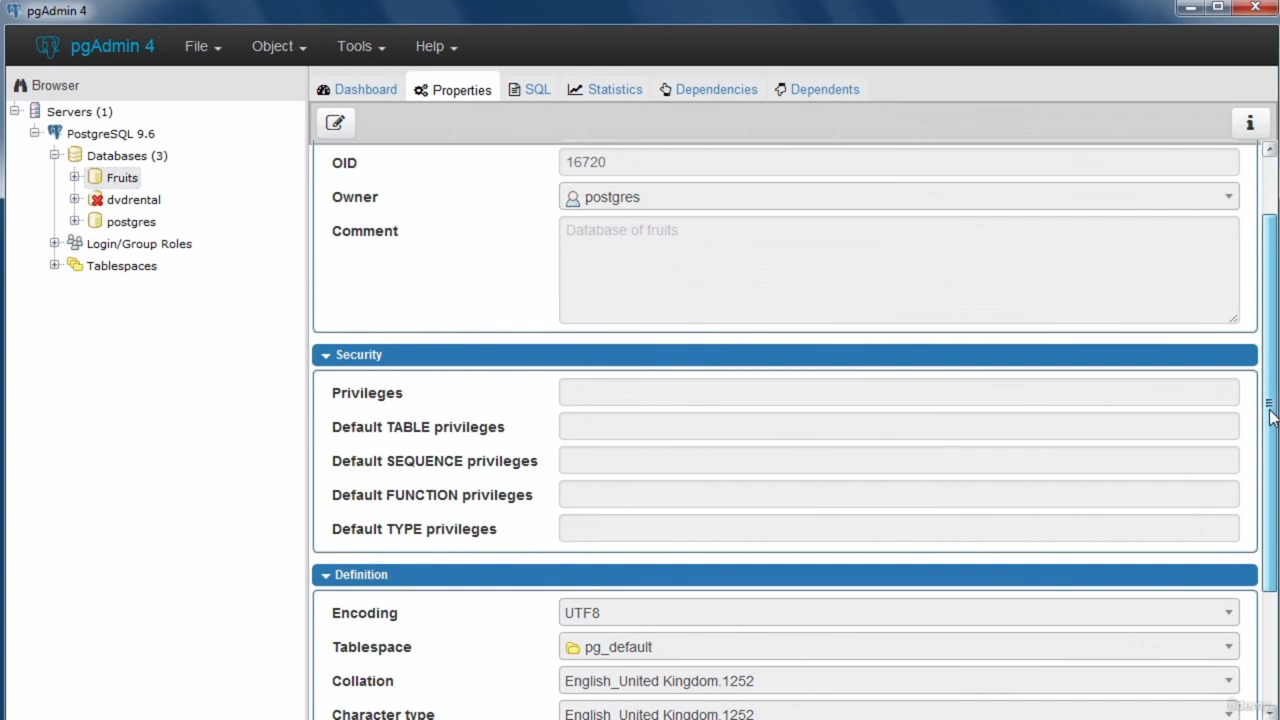 pgAdmin 4
pgAdmin 4 File Object Tools Help
Browser
Dashboard Properties SQL Statistics Dependencies Dependents
Servers (1)
PostgreSQL 9.6
Databases (3)
Fruits
dvdrental
postgres
Login/Group Roles
Tablespaces
OID 16720
Owner postgres
Comment Database of fruits
Security
Privileges
Default TABLE privileges
Default SEQUENCE privileges
Default FUNCTION privileges
Default TYPE privileges
Definition
Encoding UTF8
Tablespace pg_default
Collation English_United Kingdom.1252
Character type English_United Kingdom.1252